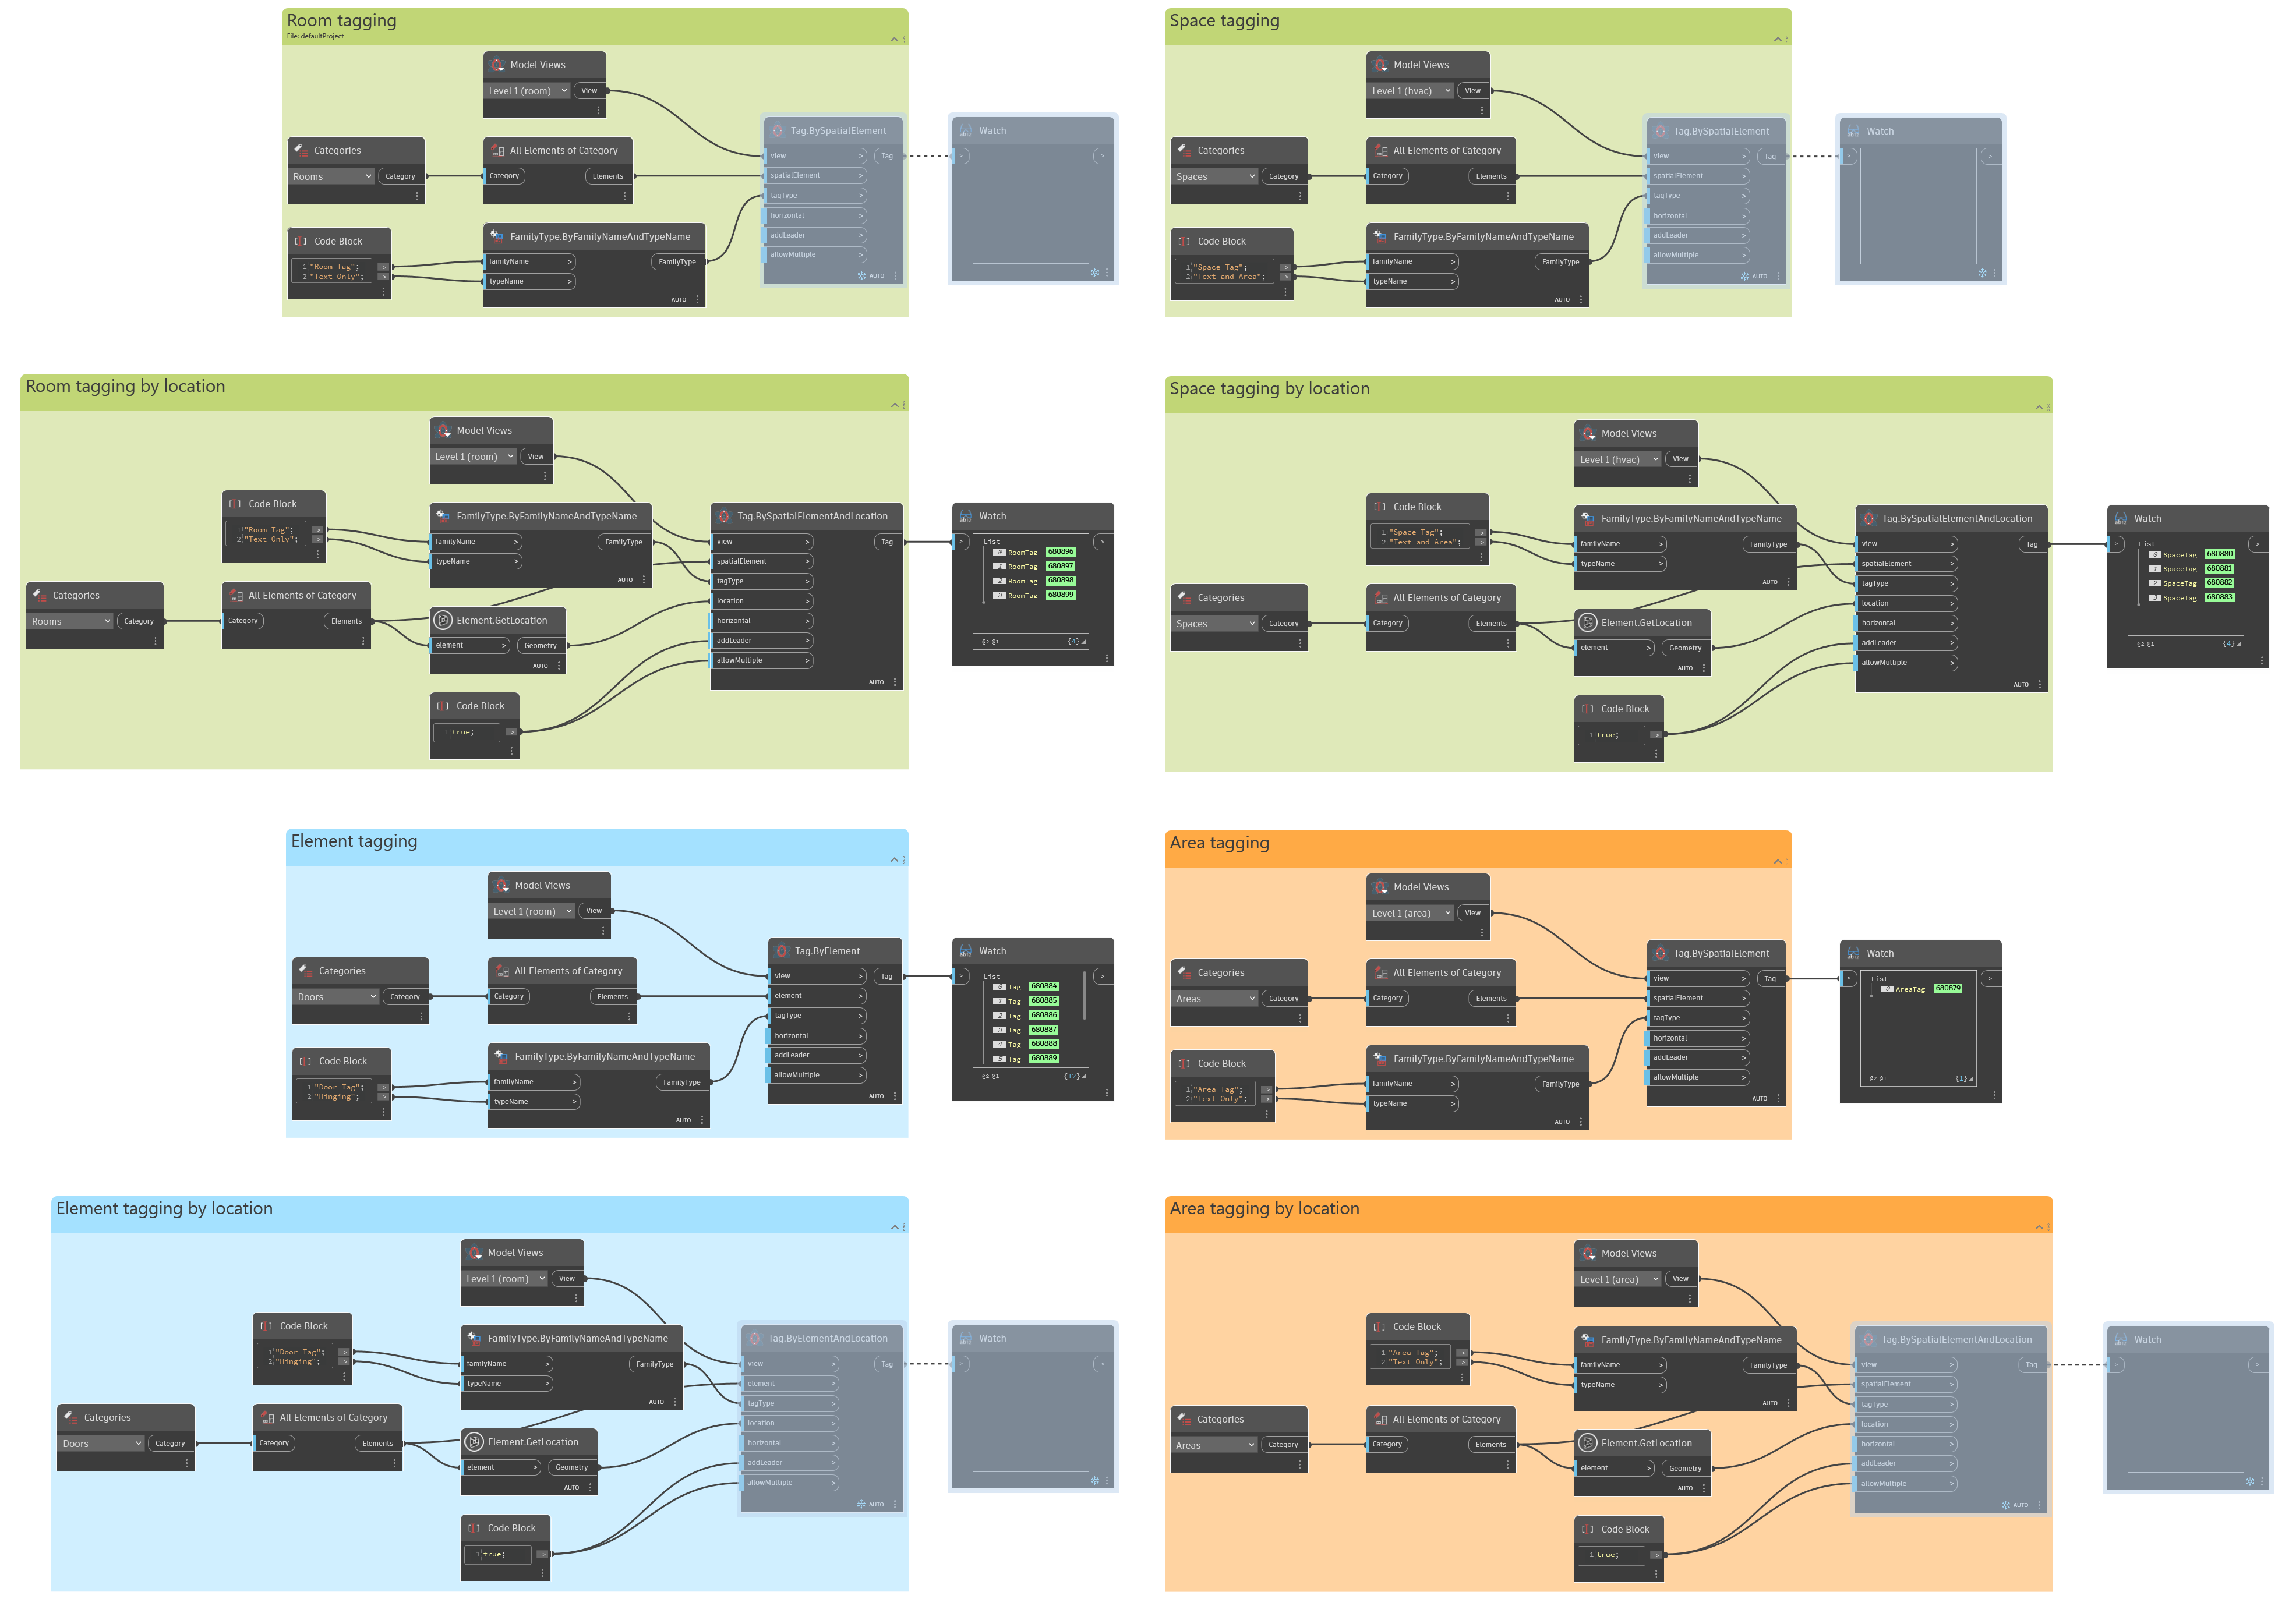 Room tagging
File: defaultProject
Model Views
Level 1 (room)
View
Categories
Rooms
Category
All Elements of Category
Category
Elements
Code Block
1 "Room Tag";
2 "Text Only";
FamilyType.ByFamilyNameAndTypeName
familyName
FamilyType
typeName
AUTO
Tag.BySpatialElement
view
Tag
spatialElement
tagType
horizontal
addLeader
allowMultiple
AUTO
Watch
Space tagging
Model Views
Level 1 (hvac)
View
Categories
Spaces
Category
All Elements of Category
Category
Elements
Code Block
1 "Space Tag";
2 "Text and Area";
FamilyType.ByFamilyNameAndTypeName
familyName
FamilyType
typeName
AUTO
Tag.BySpatialElement
view
Tag
spatialElement
tagType
horizontal
addLeader
allowMultiple
AUTO
Watch
Room tagging by location
Model Views
Level 1 (room)
View
Code Block
1 "Room Tag";
2 "Text Only";
FamilyType.ByFamilyNameAndTypeName
familyName
FamilyType
typeName
AUTO
Categories
Rooms
Category
All Elements of Category
Category
Elements
Element.GetLocation
element
Geometry
AUTO
Code Block
1 true;
Tag.BySpatialElementAndLocation
view
Tag
spatialElement
tagType
location
horizontal
addLeader
allowMultiple
AUTO
Watch
List
0 RoomTag 680896
1 RoomTag 680897
2 RoomTag 680898
3 RoomTag 680899
@2 @1 {4}
Space tagging by location
Model Views
Level 1 (hvac)
View
Code Block
1 "Space Tag";
2 "Text and Area";
FamilyType.ByFamilyNameAndTypeName
familyName
FamilyType
typeName
AUTO
Categories
Spaces
Category
All Elements of Category
Category
Elements
Element.GetLocation
element
Geometry
AUTO
Code Block
1 true;
Tag.BySpatialElementAndLocation
view
Tag
spatialElement
tagType
location
horizontal
addLeader
allowMultiple
AUTO
Watch
List
0 SpaceTag 680880
1 SpaceTag 680881
2 SpaceTag 680882
3 SpaceTag 680883
@2 @1 {4}
Element tagging
Model Views
Level 1 (room)
View
Categories
Doors
Category
All Elements of Category
Category
Elements
Code Block
1 "Door Tag";
2 "Hinging";
FamilyType.ByFamilyNameAndTypeName
familyName
FamilyType
typeName
AUTO
Tag.ByElement
view
Tag
element
tagType
horizontal
addLeader
allowMultiple
AUTO
Watch
List
0 Tag 680884
1 Tag 680885
2 Tag 680886
3 Tag 680887
4 Tag 680888
5 Tag 680889
@2 @1 {12}
Area tagging
Model Views
Level 1 (area)
View
Categories
Areas
Category
All Elements of Category
Category
Elements
Code Block
1 "Area Tag";
2 "Text Only";
FamilyType.ByFamilyNameAndTypeName
familyName
FamilyType
typeName
AUTO
Tag.BySpatialElement
view
Tag
spatialElement
tagType
horizontal
addLeader
allowMultiple
AUTO
Watch
List
0 AreaTag 680879
@2 @1 {1}
Element tagging by location
Model Views
Level 1 (room)
View
Code Block
1 "Door Tag";
2 "Hinging";
FamilyType.ByFamilyNameAndTypeName
familyName
FamilyType
typeName
AUTO
Categories
Doors
Category
All Elements of Category
Category
Elements
Element.GetLocation
element
Geometry
AUTO
Code Block
1 true;
Tag.ByElementAndLocation
view
Tag
element
tagType
location
horizontal
addLeader
allowMultiple
AUTO
Watch
Area tagging by location
Model Views
Level 1 (area)
View
Code Block
1 "Area Tag";
2 "Text Only";
FamilyType.ByFamilyNameAndTypeName
familyName
FamilyType
typeName
AUTO
Categories
Areas
Category
All Elements of Category
Category
Elements
Element.GetLocation
element
Geometry
AUTO
Code Block
1 true;
Tag.BySpatialElementAndLocation
view
Tag
spatialElement
tagType
location
horizontal
addLeader
allowMultiple
AUTO
Watch